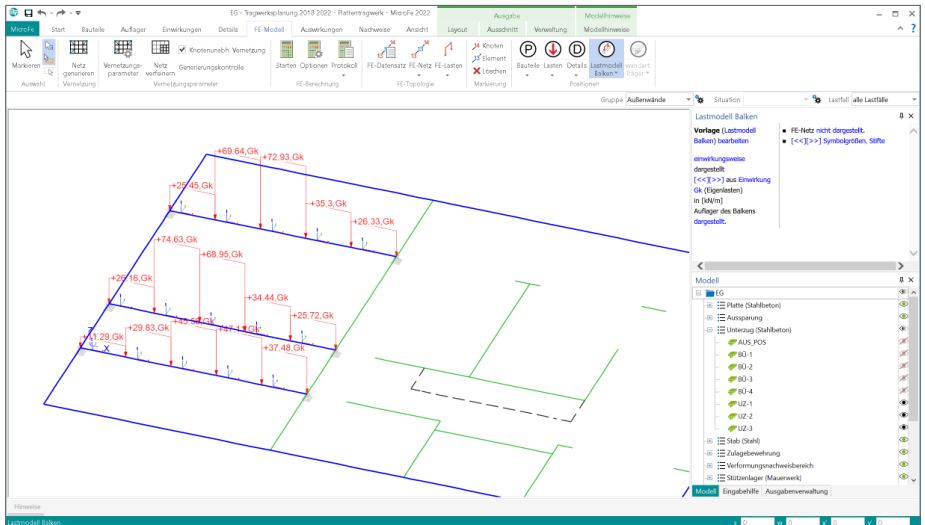 EG - Tragwerksplanung 2018 2022 - Plattentragwerk - MicroFe 2022
Ausgabe
Modellhinweise
MicroFe
Start
Bauteile
Auflager
Einwirkungen
Details
FE-Modell
Auswirkungen
Nachweise
Ansicht
Layout
Ausschnitt
Verwaltung
Modellhinweise
Markieren
Netz generieren
Vernetzungs-parameter
Netz verfeinern
Knotenunabh. Vernetzung
Generierungskontrolle
Starten
Optionen
Protokoll
FE-Datensatz
FE-Netz
FE-Lasten
Knoten
Element
Löschen
Bauteile
Lasten
Details
Lastmodell Balken
Auswahl
Vernetzung
Vernetzungsparameter
FE-Berechnung
FE-Topologie
Markierung
Positionen
Gruppe
Außenwände
Situation
Lastfall
alle Lastfälle
+69.64,Gk
+72.93,Gk
+25.45,Gk
+35.3,Gk
+26.33,Gk
+74.63,Gk
+68.95,Gk
+26.16,Gk
+34.44,Gk
+25.72,Gk
+29.83,Gk
+37.48,Gk
Z
X
Lastmodell Balken
Vorlage (Lastmodell
Balken) bearbeiten
einwirkungsweise
dargestellt
[<<][>>] aus Einwirkung
Gk (Eigenlasten)
in [kN/m]
Auflager des Balkens
dargestellt.
FE-Netz nicht dargestellt.
[<<][>>] Symbolgrößen, Stifte
Modell
EG
Platte (Stahlbeton)
Aussparung
Unterzug (Stahlbeton)
AUS_POS
BÜ-1
BÜ-2
BÜ-3
BÜ-4
UZ-1
UZ-2
UZ-3
Stab (Stahl)
Zulagebewehrung
Verformungsnachweisbereich
Stützenlager (Mauerwerk)
Modell
Eingabehilfe
Ausgabenverwaltung
Hinweise
Lastmodell Balken